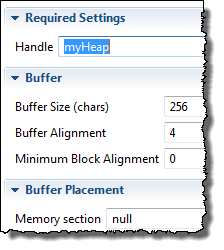 Required Settings
Handle myHeap
Buffer
Buffer Size (chars) 256
Buffer Alignment 4
Minimum Block Alignment 0
Buffer Placement
Memory section null